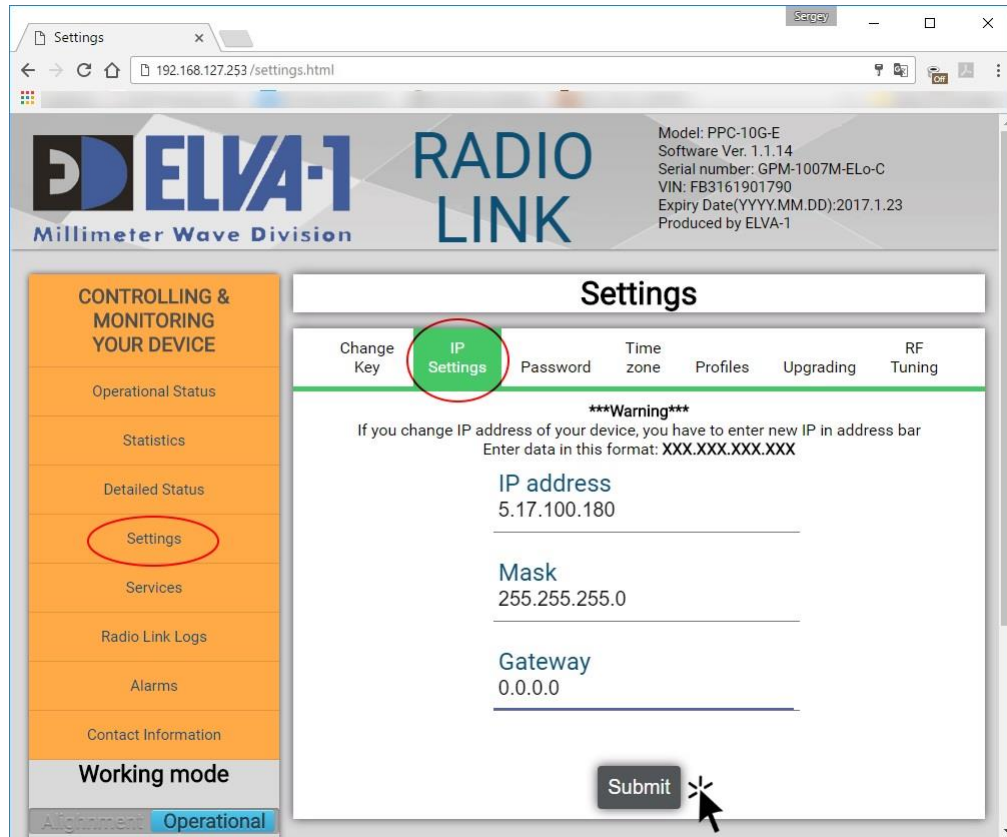 Sergey
Settings
192.168.127.253/settings.html
Off
ELVA-1
Millimeter Wave Division
RADIO
LINK
Model: PPC-10G-E
Software Ver. 1.1.14
Serial number: GPM-1007M-ELo-C
VIN: FB3161901790
Expiry Date(YYYY.MM.DD):2017.1.23
Produced by ELVA-1
CONTROLLING &
MONITORING
YOUR DEVICE
Operational Status
Statistics
Detailed Status
Settings
Services
Radio Link Logs
Alarms
Contact Information
Working mode
Alighnment Operational
Settings
Change
Key
IP
Settings
Password
Time
zone
Profiles
Upgrading
RF
Tuning
***Warning***
If you change IP address of your device, you have to enter new IP in address bar
Enter data in this format: XXX.XXX.XXX.XXX
IP address
5.17.100.180
Mask
255.255.255.0
Gateway
0.0.0.0
Submit